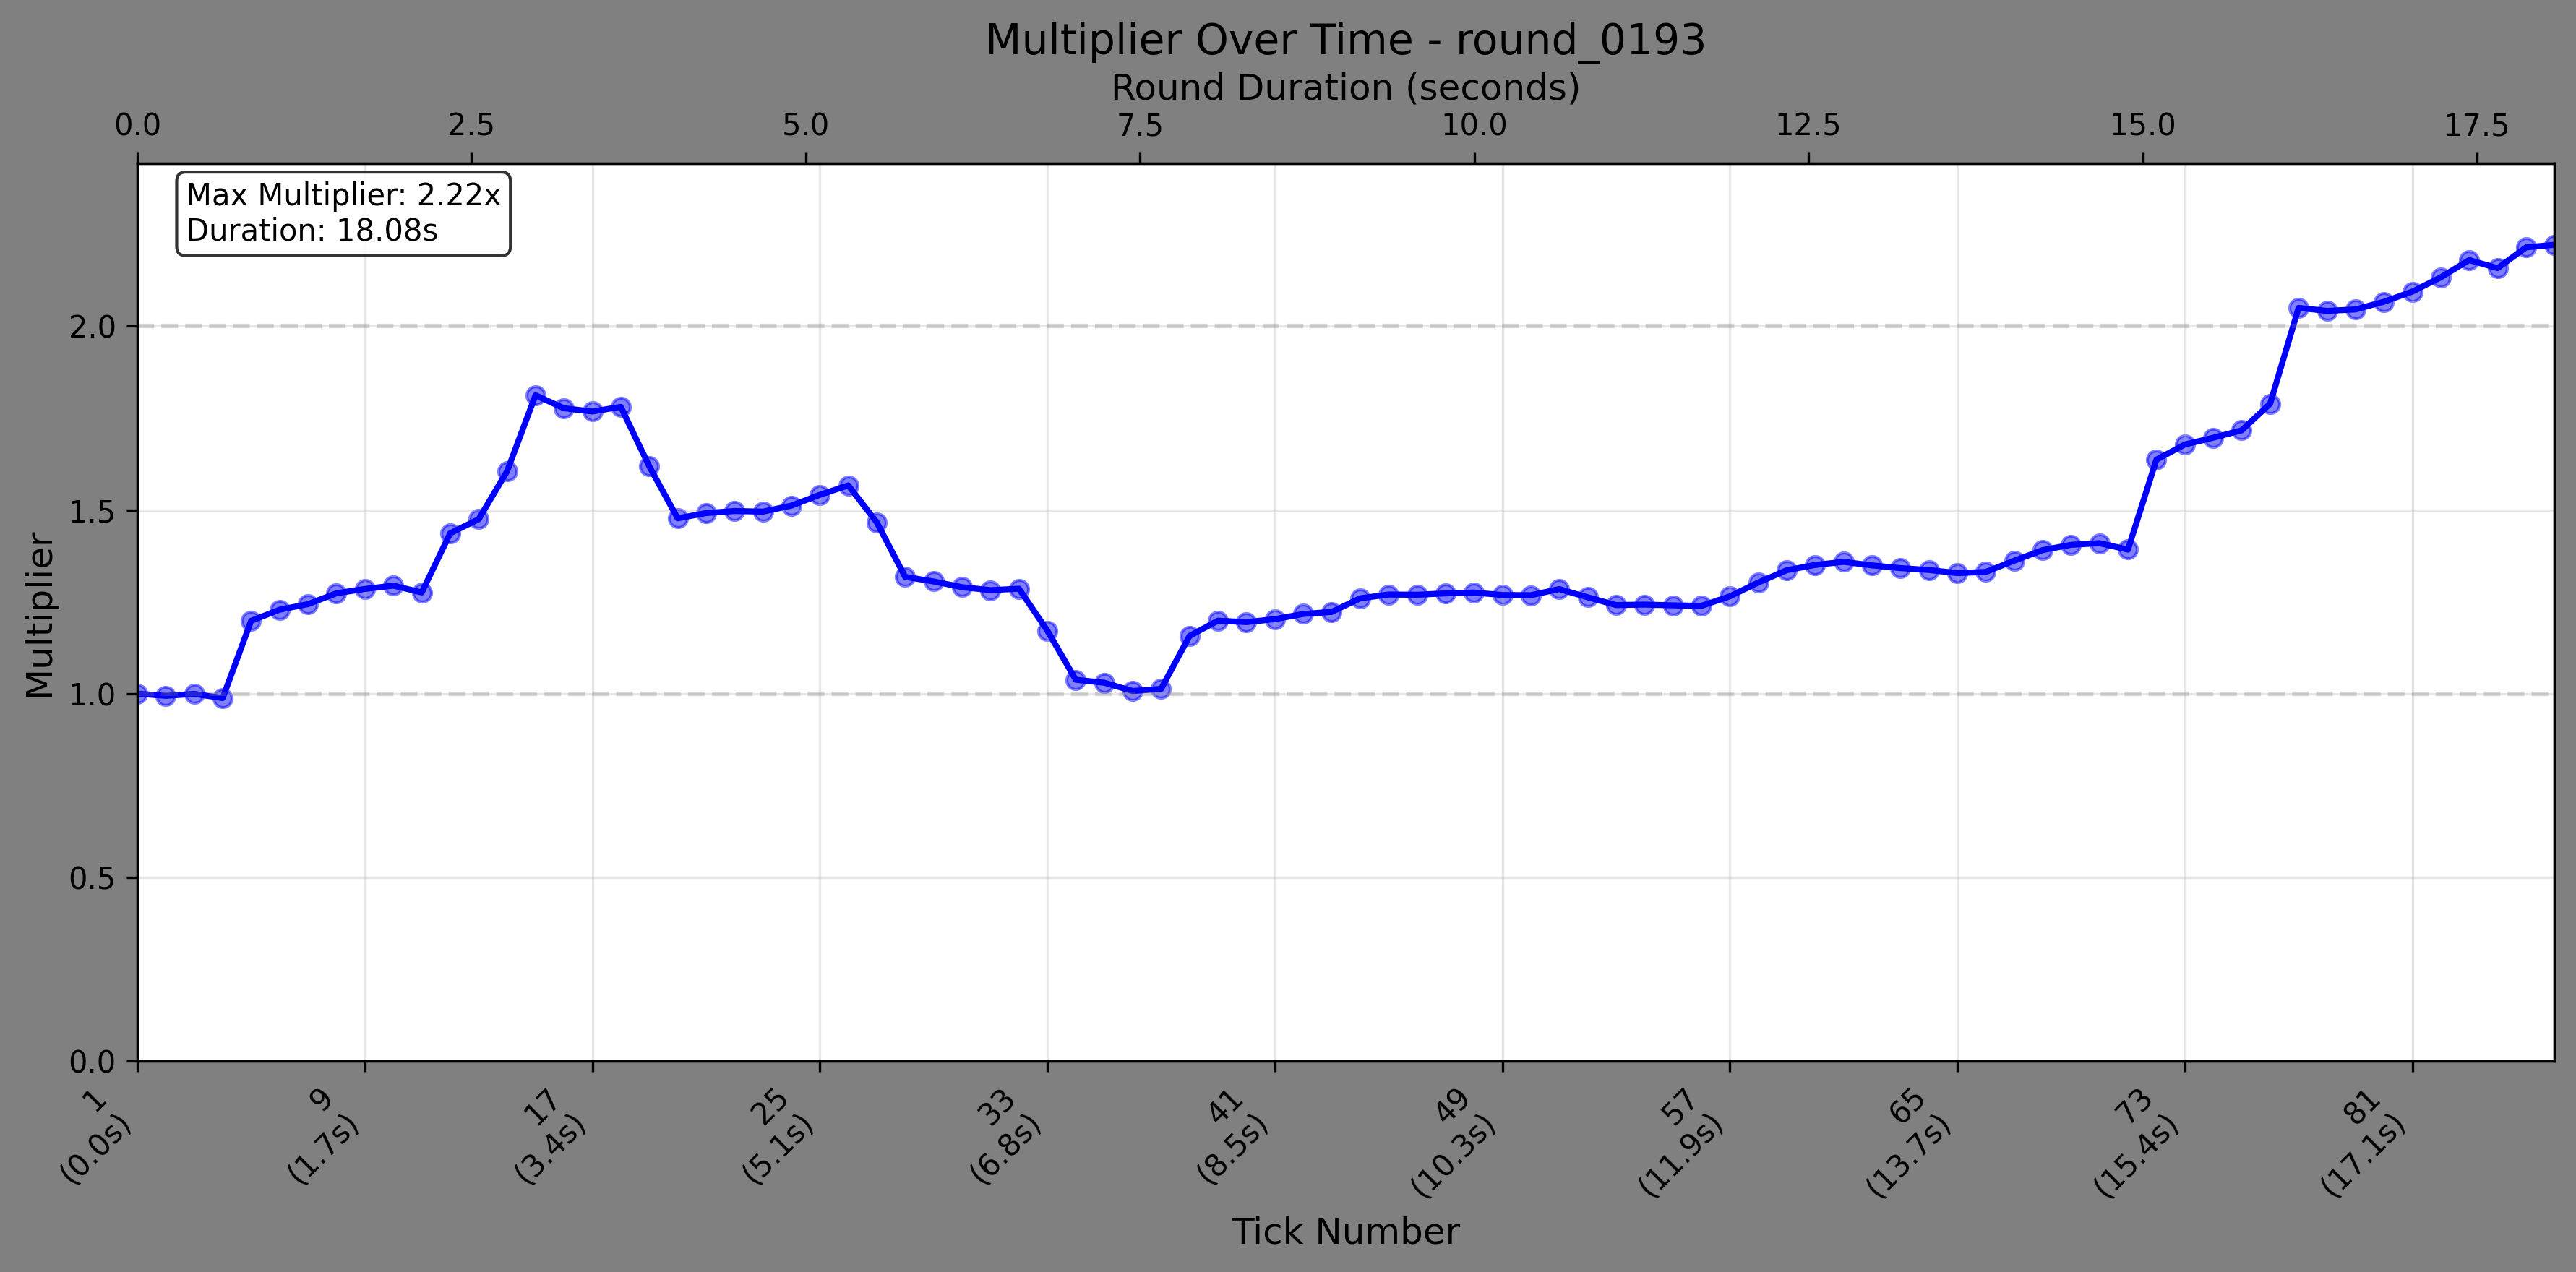 Multiplier Over Time - round_0193
Round Duration (seconds)
0.0 2.5 5.0 7.5 10.0 12.5 15.0 17.5
Max Multiplier: 2.22x
Duration: 18.08s
Multiplier
2.0
1.5
1.0
0.5
0.0
1
(0.0s)
9
(1.7s)
17
(3.4s)
25
(5.1s)
33
(6.8s)
41
(8.5s)
49
(10.3s)
57
(11.9s)
65
(13.7s)
73
(15.4s)
81
(17.1s)
Tick Number